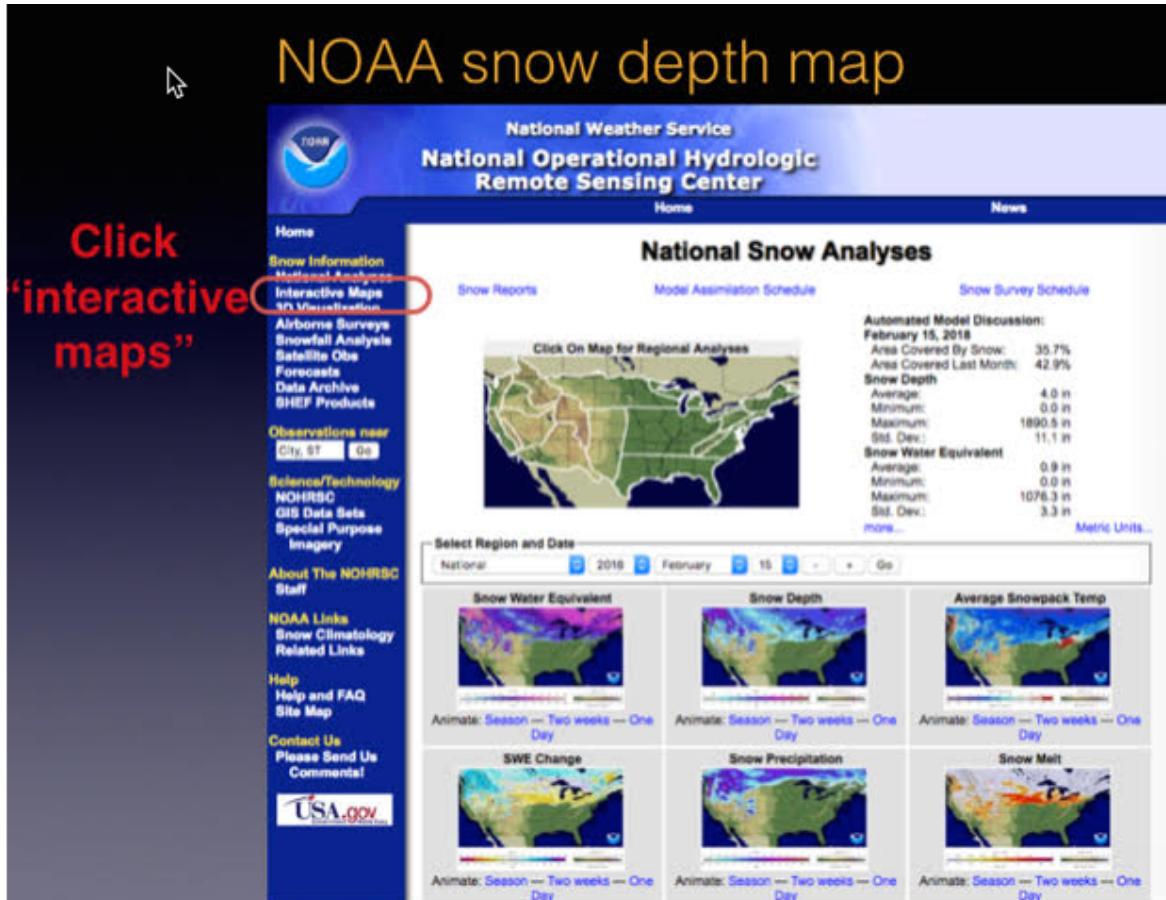 NOAA snow depth map
Click
“interactive
maps”
NOAA
National Weather Service
National Operational Hydrologic
Remote Sensing Center
Home
News
Home
Snow Information
National Analyses
Interactive Maps
3D Visualization
Airborne Surveys
Snowfall Analysis
Satellite Obs
Forecasts
Data Archive
SHEF Products
Observations near
City, ST
Go
Science/Technology
NOHRSC
GIS Data Sets
Special Purpose
Imagery
About The NOHRSC
Staff
NOAA Links
Snow Climatology
Related Links
Help
Help and FAQ
Site Map
Contact Us
Please Send Us
Comments!
USA.gov
National Snow Analyses
Snow Reports
Model Assimilation Schedule
Snow Survey Schedule
Click On Map for Regional Analyses
Automated Model Discussion:
February 15, 2018
Area Covered By Snow: 35.7%
Area Covered Last Month: 42.9%
Snow Depth
Average: 4.0 in
Minimum: 0.0 in
Maximum: 1890.5 in
Std. Dev.: 11.1 in
Snow Water Equivalent
Average: 0.9 in
Minimum: 0.0 in
Maximum: 1076.3 in
Std. Dev.: 3.3 in
more...
Metric Units...
Select Region and Date
National 2018 February 15 - + Go
Snow Water Equivalent
Snow Depth
Average Snowpack Temp
Animate: Season — Two weeks — One
Day
Animate: Season — Two weeks — One
Day
Animate: Season — Two weeks — One
Day
SWE Change
Snow Precipitation
Snow Melt
Animate: Season — Two weeks — One
Day
Animate: Season — Two weeks — One
Day
Animate: Season — Two weeks — One
Day